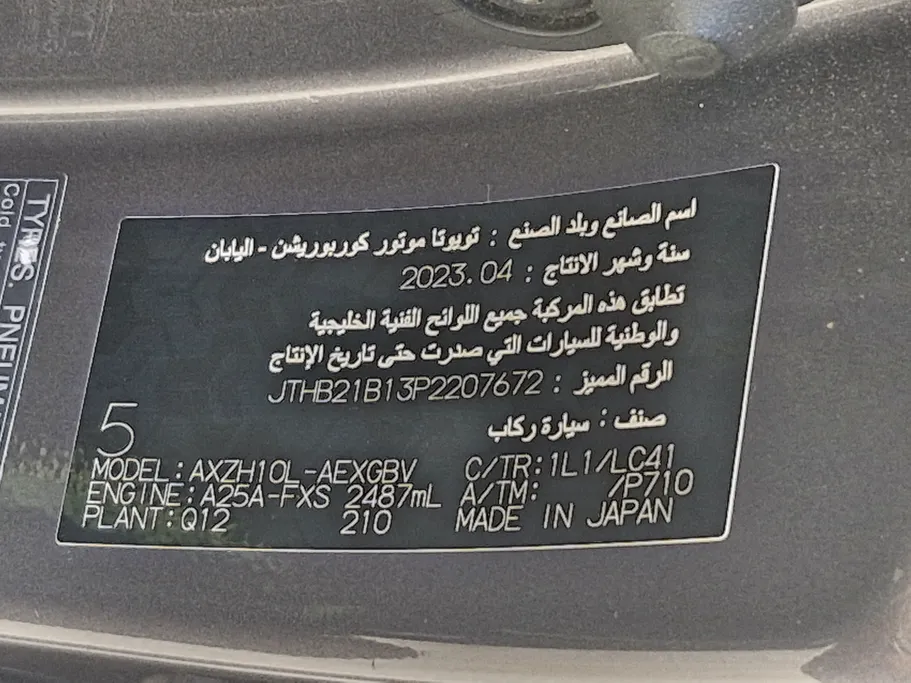 اسم الصانع وبلد الصنع : تويوتا موتور كوربوريشن - اليابان
سنة وشهر الانتاج : 2023.04
تطابق هذه المركبة جميع اللوائح الفنية الخليجية
والوطنية للسيارات التي صدرت حتى تاريخ الإنتاج
الرقم المميز : JTHB21B13P2207672
صنف : سيارة ركاب
5
MODEL:AXZH10L-AEXGBV C/TR:1L1/LC41
ENGINE:A25A-FXS 2487mL A/TM: /P710
PLANT:Q12 210 MADE IN JAPAN
TYRES. PNEUM
Cold